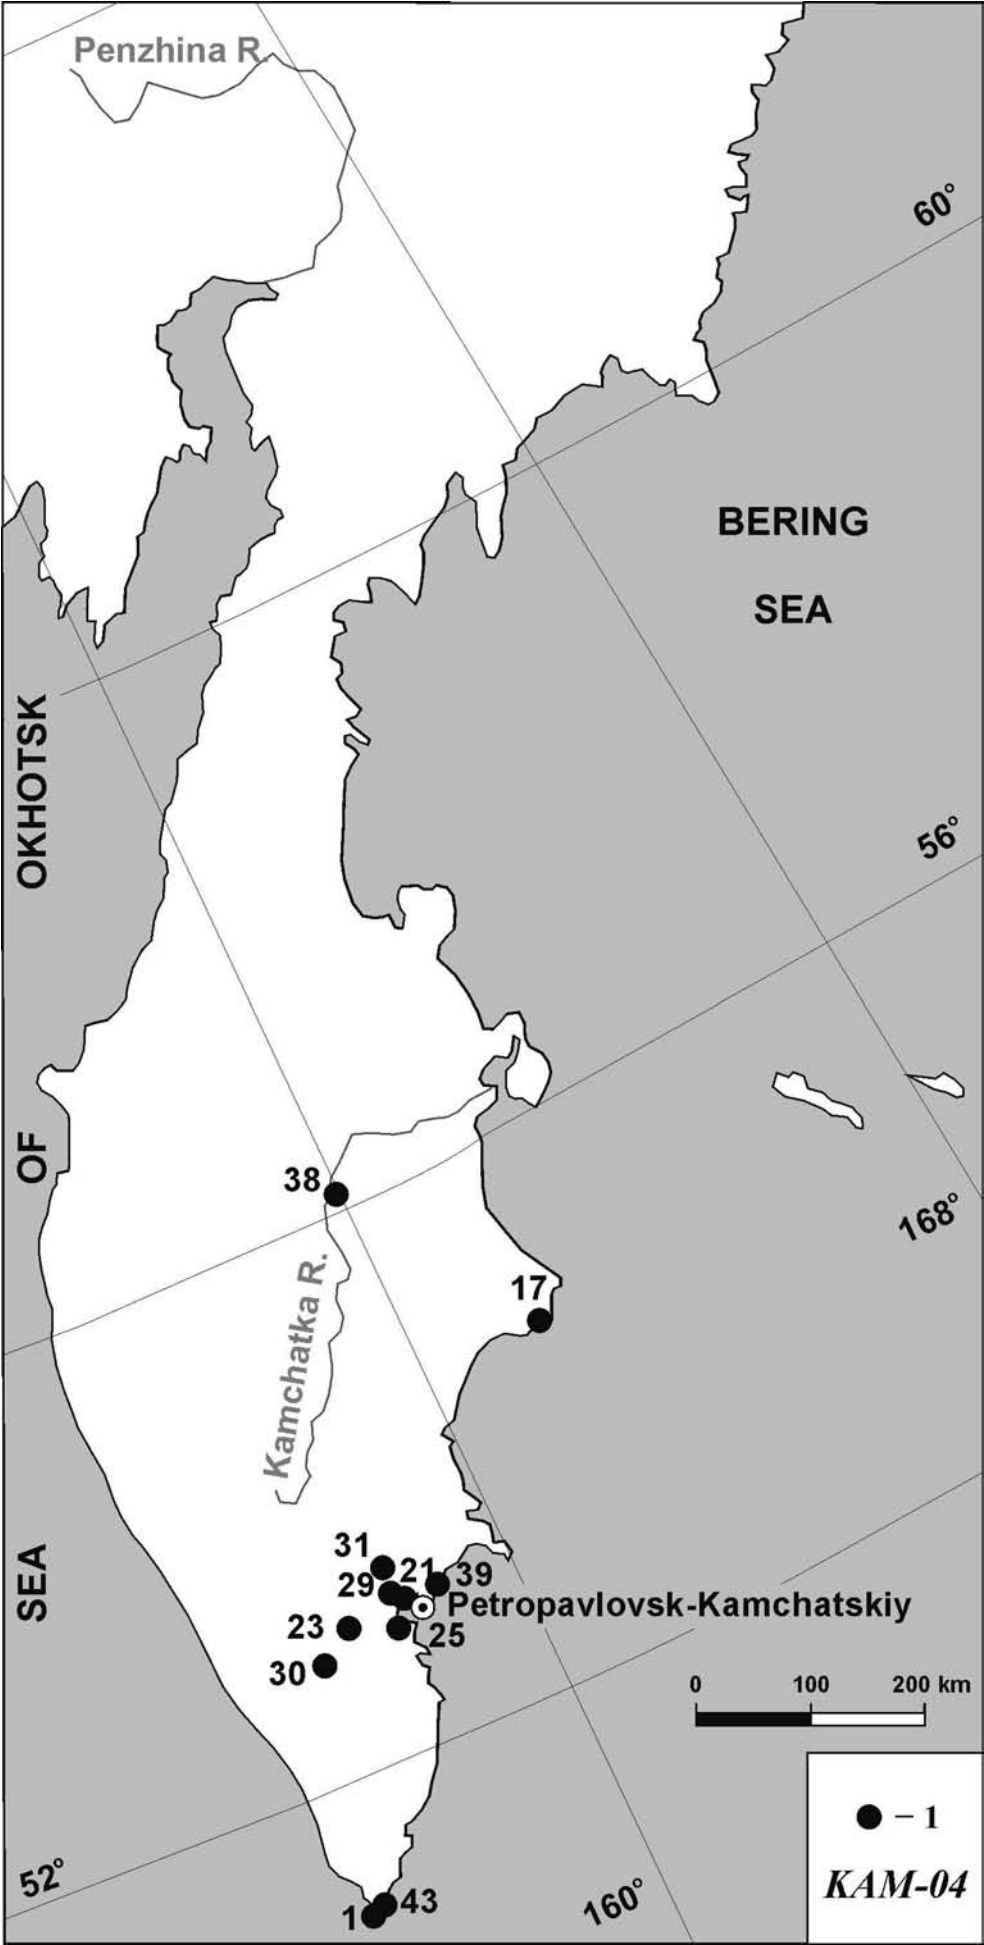 Penzhina R.
60°
BERING
SEA
OKHOTSK
56°
OF
38
168°
17
Kamchatka R.
31
21
39
29
Petropavlovsk-Kamchatskiy
23
25
30
SEA
0 100 200 km
– 1
KAM-04
52°
160°
43
1